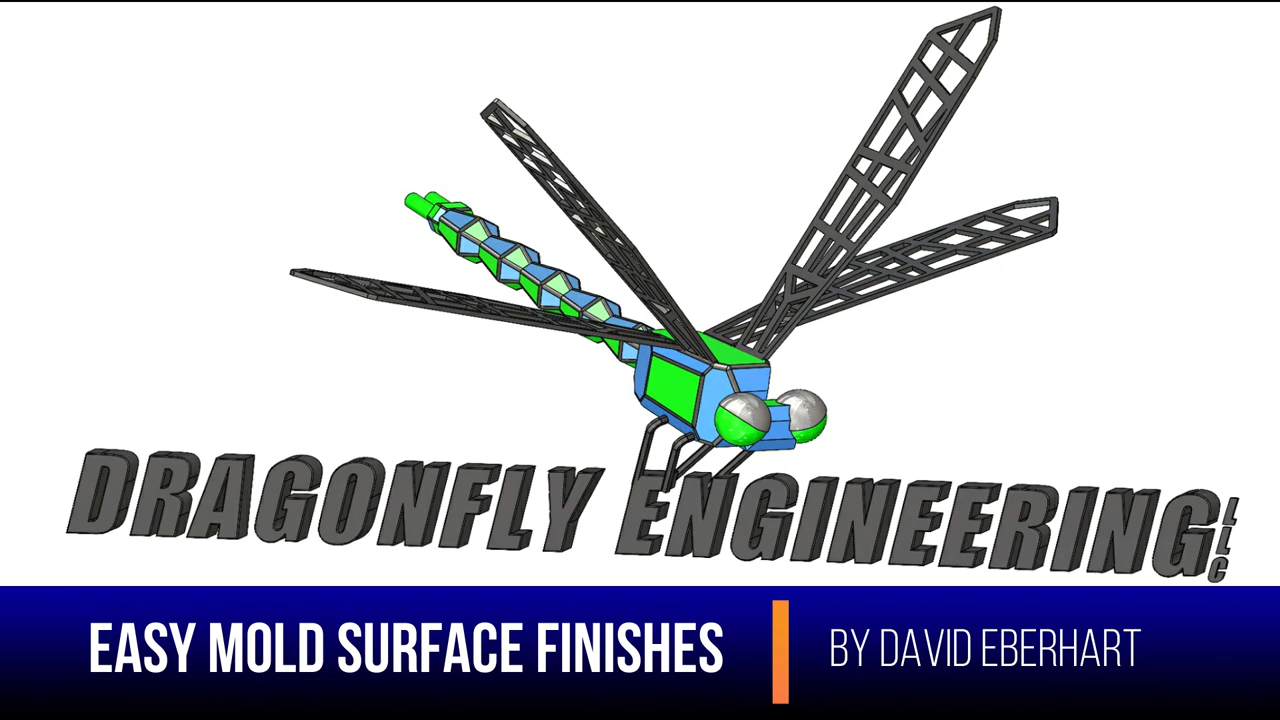 DRAGONFLY ENGINEERING LLC
EASY MOLD SURFACE FINISHES
BY DAVID EBERHART